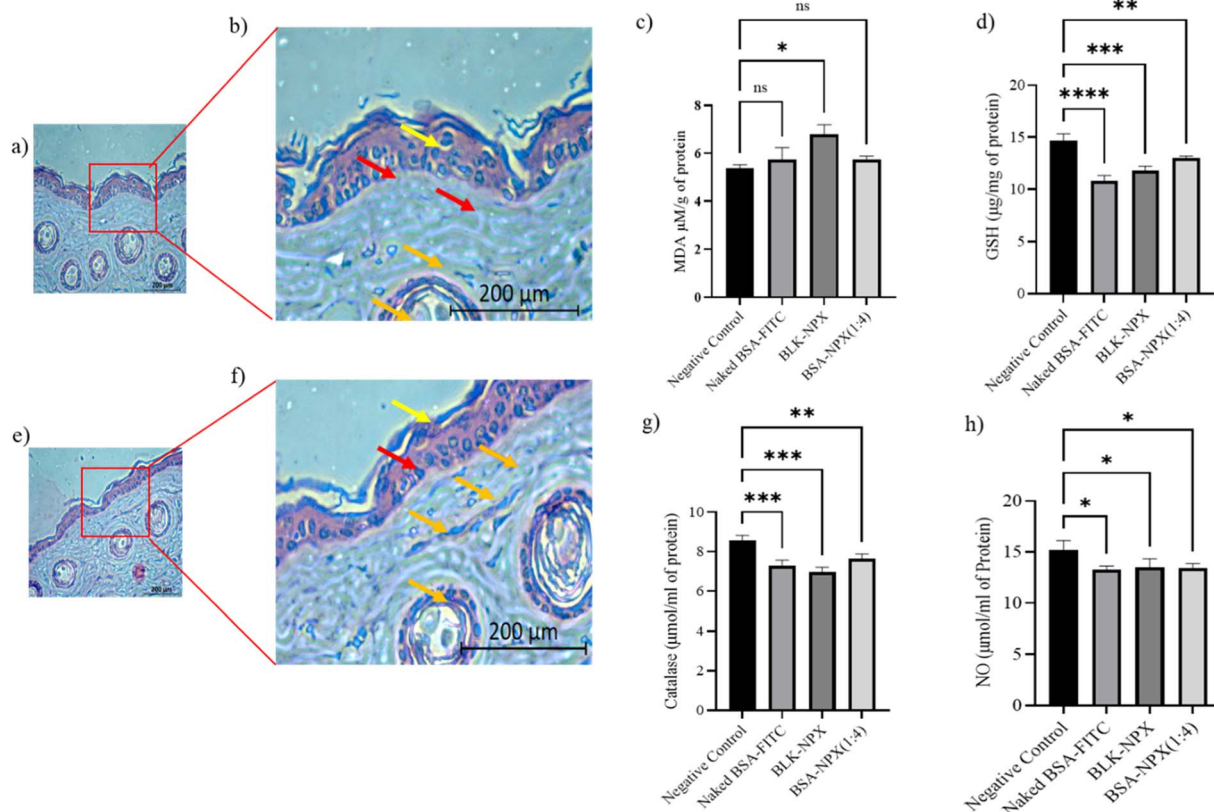 a)
200 µm
b)
200 µm
c)
ns
*
ns
MDA µM/g of protein
8
6
4
2
0
Negative Control
Naked BSA-FITC
BLK-NPX
BSA-NPX(1:4)
d)
**
***
****
GSH (µg/mg of protein)
20
15
10
5
0
Negative Control
Naked BSA-FITC
BLK-NPX
BSA-NPX(1:4)
e)
200 µm
f)
200 µm
g)
**
***
***
Catalase (µmol/ml of protein)
10
8
6
4
2
0
Negative Control
Naked BSA-FITC
BLK-NPX
BSA-NPX(1:4)
h)
*
*
*
NO (µmol/ml of Protein)
20
15
10
5
0
Negative Control
Naked BSA-FITC
BLK-NPX
BSA-NPX(1:4)